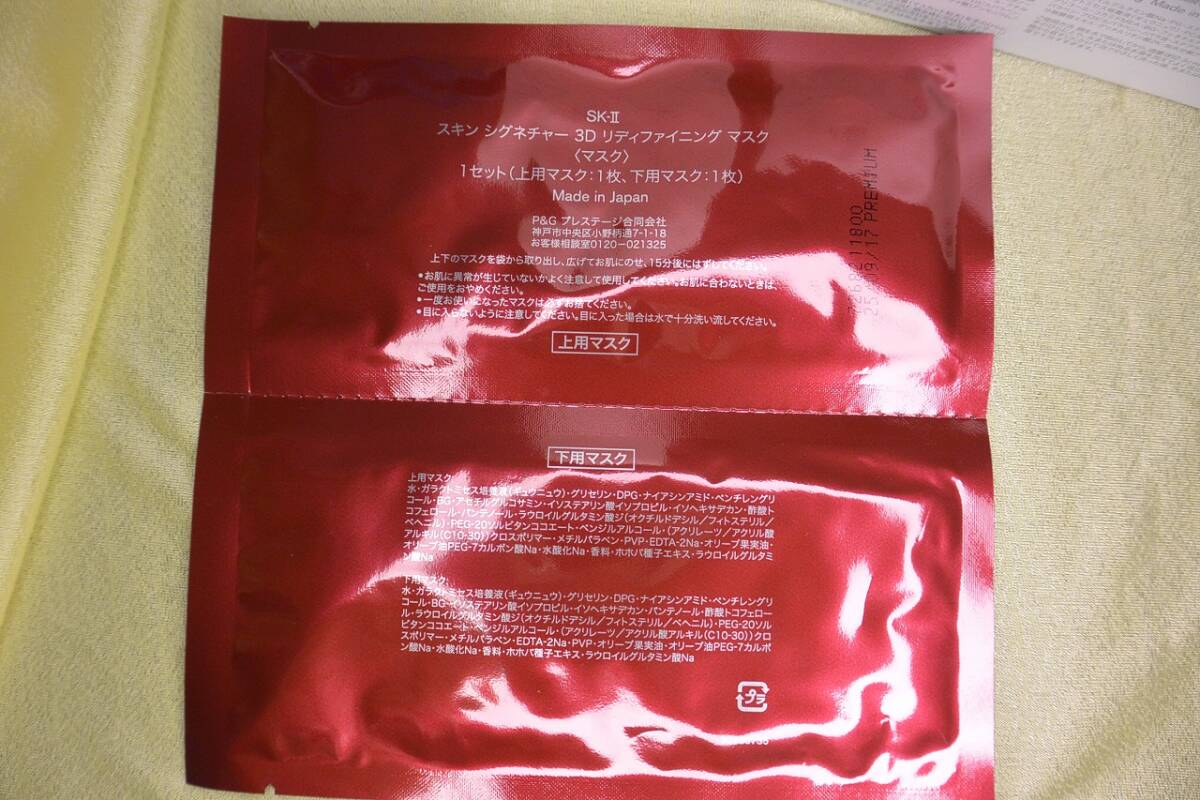 SK-II
スキン シグネチャー 3D リディファイニング マスク
〈マスク〉
1セット(上用マスク:1枚、下用マスク:1枚)
Made in Japan
P&G プレステージ合同会社
神戸市中央区小野柄通7-1-18
お客様相談室0120-021325
上下のマスクを袋から取り出し、広げてお肌にのせ、15分後にはずしてください。
•お肌に異常が生じていないかよく注意して使用してください。お肌に合わないときは、
ご使用をおやめください。
•一度お使いになったマスクは必ずお捨てください。
•目に入らないように注意してください。目に入った場合は水で十分洗い流してください。
上用マスク
PREMIUM
下用マスク
上用マスク:
水・ガラクトミセス培養液(ギュウニュウ)・グリセリン・DPG・ナイアシンアミド・ペンチレングリ
コール・BG・アセチルグルコサミン・イソステアリン酸イソプロピル・イソヘキサデカン・酢酸ト
コフェロール・パンテノール・ラウロイルグルタミン酸ジ(オクチルドデシル/フィトステリル/
ベヘニル)・PEG-20ソルビタンココエート・ベンジルアルコール・(アクリレーツ/アクリル酸
アルキル(C10-30))クロスポリマー・メチルパラベン・PVP・EDTA-2Na・オリーブ果実油・
オリーブ油PEG-7カルボン酸Na・水酸化Na・香料・ホホバ種子エキス・ラウロイルグルタミ
ン酸Na
下用マスク:
水・ガラクトミセス培養液(ギュウニュウ)・グリセリン・DPG・ナイアシンアミド・ペンチレングリ
コール・BG・イソステアリン酸イソプロピル・イソヘキサデカン・パンテノール・酢酸トコフェロー
ル・ラウロイルグルタミン酸ジ(オクチルドデシル/フィトステリル/ベヘニル)・PEG-20ソル
ビタンココエート・ベンジルアルコール・(アクリレーツ/アクリル酸アルキル(C10-30))クロ
スポリマー・メチルパラベン・EDTA-2Na・PVP・オリーブ果実油・オリーブ油PEG-7カルボ
ン酸Na・水酸化Na・香料・ホホバ種子エキス・ラウロイルグルタミン酸Na
プラ